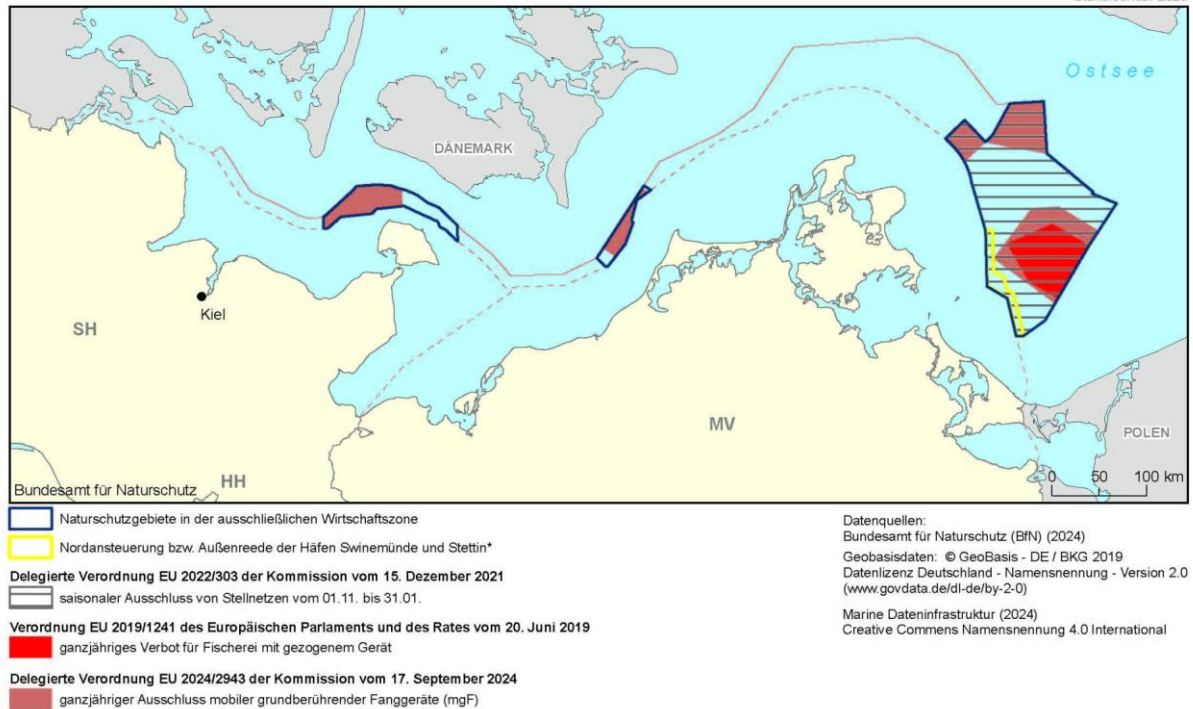 Ostsee
DÄNEMARK
Kiel
SH
MV
HH
POLEN
0 50 100 km
Bundesamt für Naturschutz
Naturschutzgebiete in der ausschließlichen Wirtschaftszone
Nordansteuerung bzw. Außenreede der Häfen Swinemünde und Stettin*
Delegierte Verordnung EU 2022/303 der Kommission vom 15. Dezember 2021
saisonaler Ausschluss von Stellnetzen vom 01.11. bis 31.01.
Verordnung EU 2019/1241 des Europäischen Parlaments und des Rates vom 20. Juni 2019
ganzjähriges Verbot für Fischerei mit gezogenem Gerät
Delegierte Verordnung EU 2024/2943 der Kommission vom 17. September 2024
ganzjähriger Ausschluss mobiler grundberührender Fanggeräte (mgF)
Datenquellen:
Bundesamt für Naturschutz (BfN) (2024)
Geobasisdaten: © GeoBasis - DE / BKG 2019
Datenlizenz Deutschland - Namensnennung - Version 2.0
(www.govdata.de/dl-de/by-2-0)
Marine Dateninfrastruktur (2024)
Creative Commons Namensnennung 4.0 International